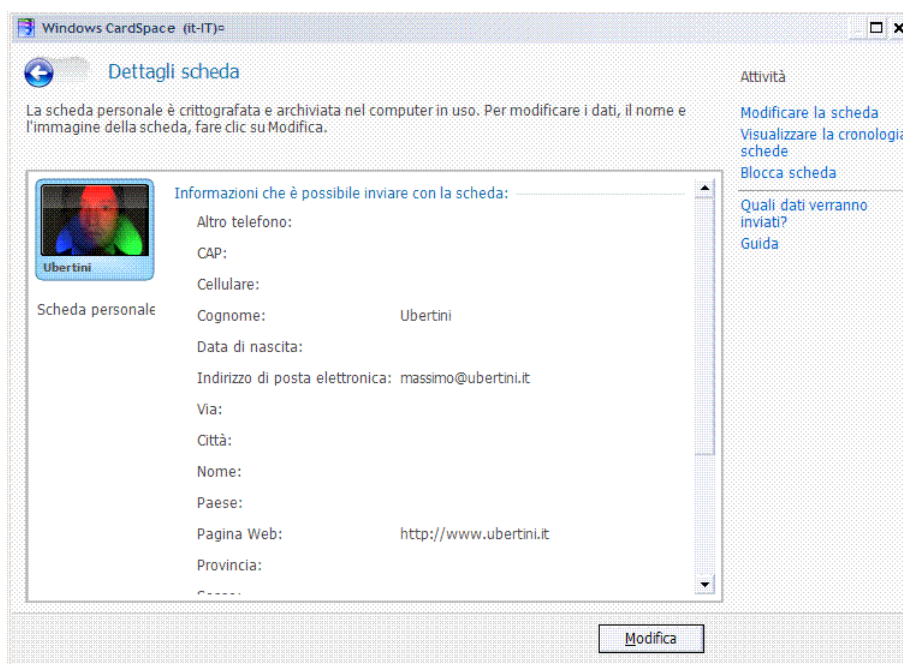 Windows CardSpace (it-IT)=
Dettagli scheda
La scheda personale è crittografata e archiviata nel computer in uso. Per modificare i dati, il nome e
l'immagine della scheda, fare clic su Modifica.
Ubertini
Scheda personale
Informazioni che è possibile inviare con la scheda:
Altro telefono:
CAP:
Cellulare:
Cognome: Ubertini
Data di nascita:
Indirizzo di posta elettronica: massimo@ubertini.it
Via:
Città:
Nome:
Paese:
Pagina Web: http://www.ubertini.it
Provincia:
Modifica
Attività
Modificare la scheda
Visualizzare la cronologia
schede
Blocca scheda
Quali dati verranno
inviati?
Guida